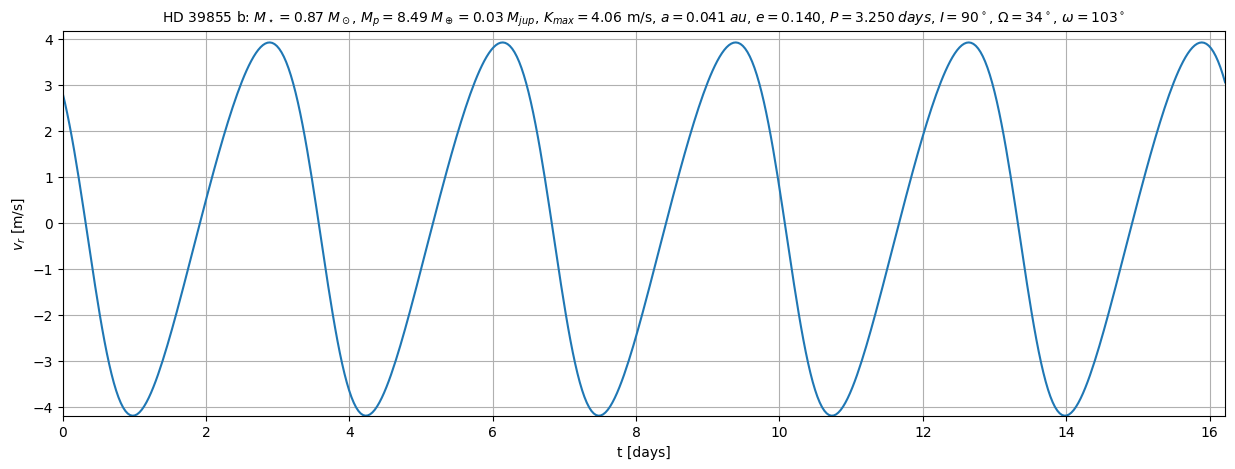 HD 39855 b: M⋆ = 0.87 M⊙, Mp = 8.49 M⊕ = 0.03 Mjup, Kmax = 4.06 m/s, a = 0.041 au, e = 0.140, P = 3.250 days, I = 90°, Ω = 34°, ω = 103°
4
3
2
1
0
−1
−2
−3
−4
vr [m/s]
0 2 4 6 8 10 12 14 16
t [days]